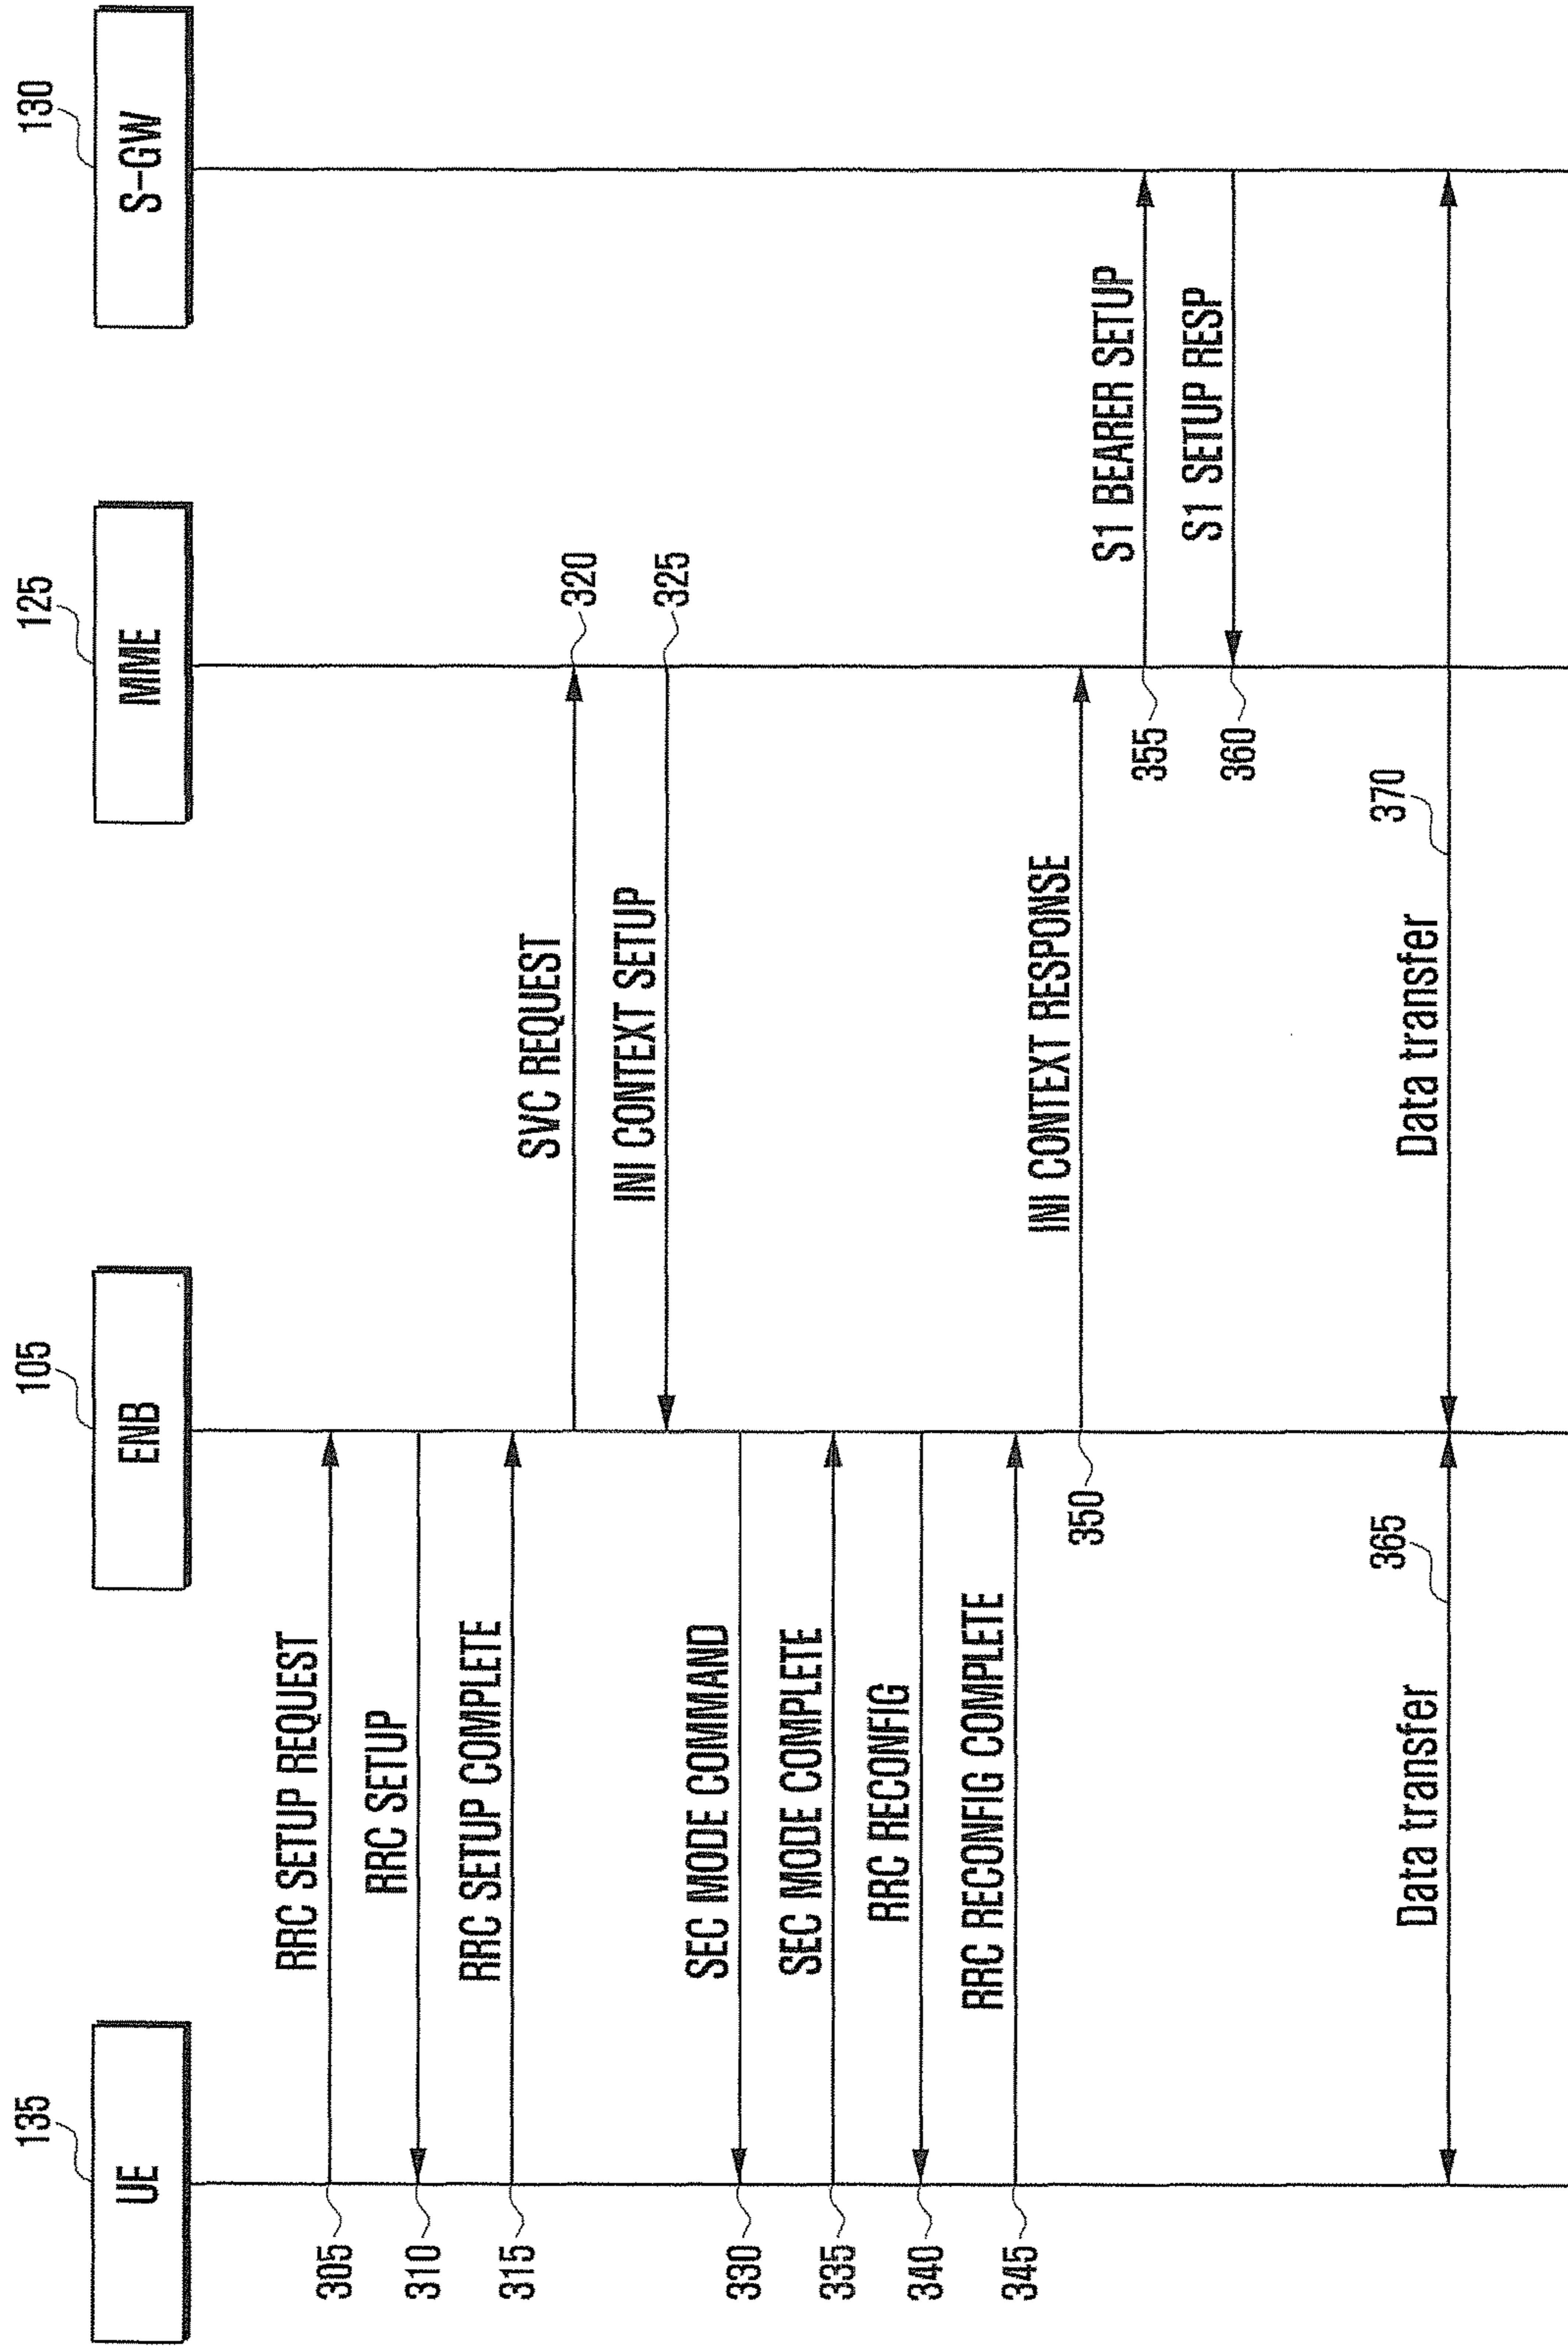 135
105
125
130
UE
ENB
MME
S-GW
RRC SETUP REQUEST
305
RRC SETUP
310
RRC SETUP COMPLETE
315
SVC REQUEST
320
INI CONTEXT SETUP
325
SEC MODE COMMAND
330
SEC MODE COMPLETE
335
RRC RECONFIG
340
RRC RECONFIG COMPLETE
345
INI CONTEXT RESPONSE
350
S1 BEARER SETUP
355
S1 SETUP RESP
360
365
370
Data transfer
Data transfer